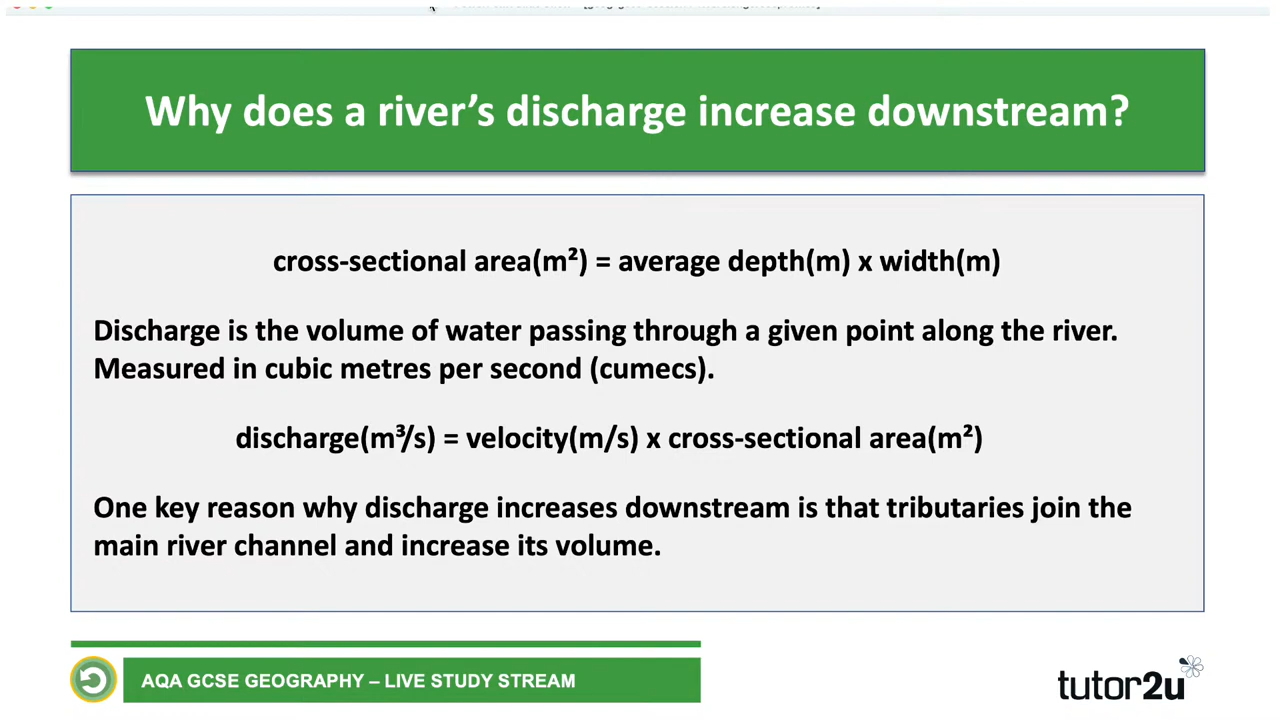 Why does a river's discharge increase downstream?
cross-sectional area(m²) = average depth(m) x width(m)
Discharge is the volume of water passing through a given point along the river.
Measured in cubic metres per second (cumecs).
discharge(m³/s) = velocity(m/s) x cross-sectional area(m²)
One key reason why discharge increases downstream is that tributaries join the
main river channel and increase its volume.
AQA GCSE GEOGRAPHY – LIVE STUDY STREAM
tutor2u